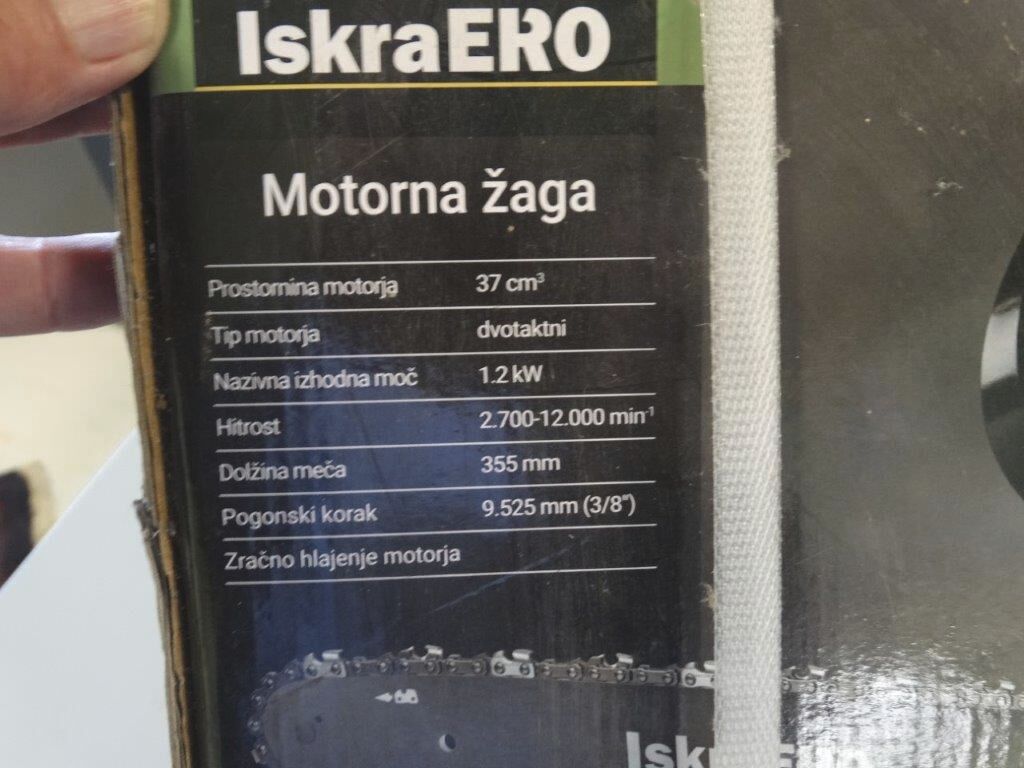 IskraERO
Motorna žaga
Prostornina motorja 37 cm³
Tip motorja dvotaktni
Nazivna izhodna moč 1.2 kW
Hitrost 2.700-12.000 min⁻¹
Dolžina meča 355 mm
Pogonski korak 9.525 mm (3/8")
Zračno hlajenje motorja